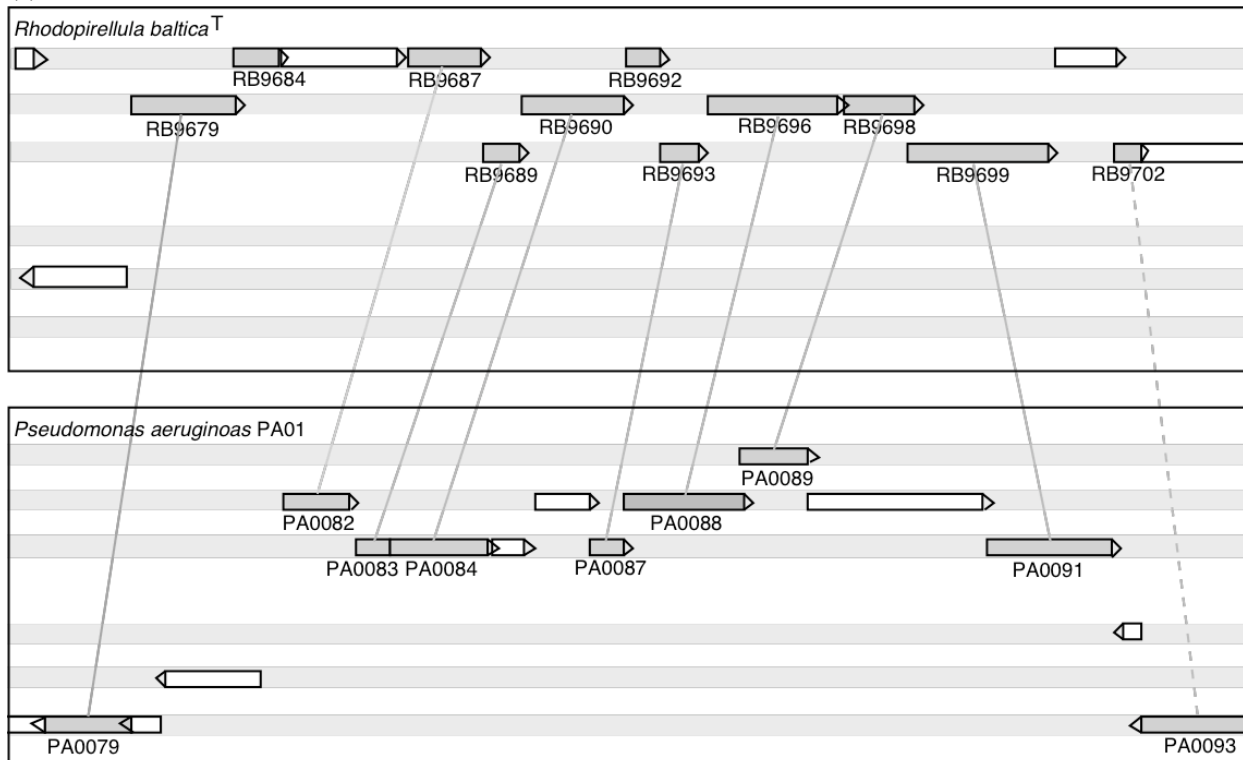 Rhodopirellula baltica T
RB9684 RB9687 RB9692
RB9679 RB9690 RB9696 RB9698
RB9689 RB9693 RB9699 RB9702
Pseudomonas aeruginoas PA01
PA0089
PA0082 PA0088
PA0083 PA0084 PA0087 PA0091
PA0079 PA0093